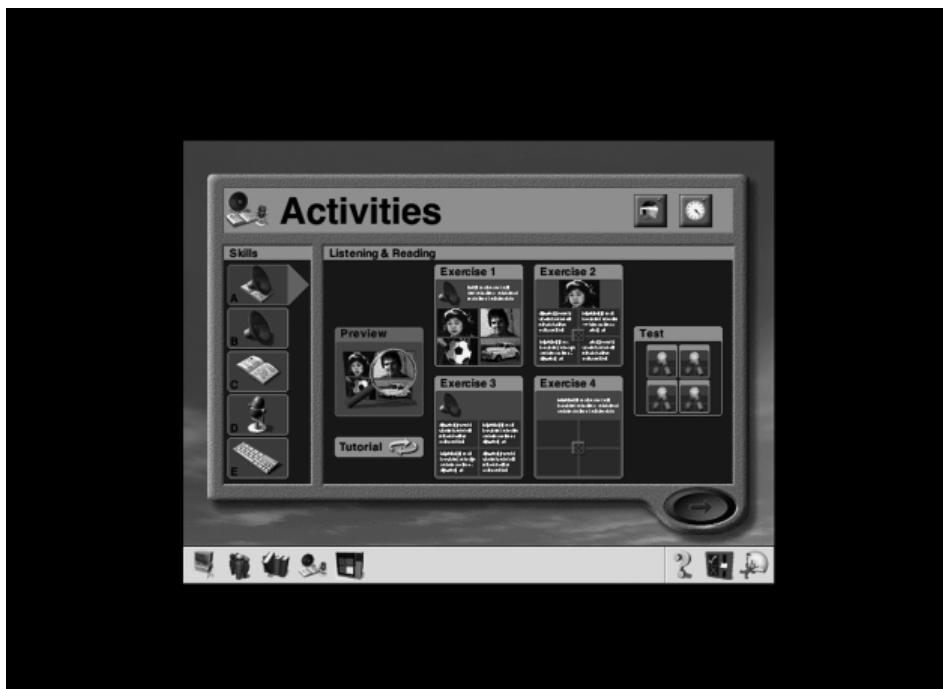 Activities
Skills
Listening & Reading
A
B
C
D
E
Preview
Tutorial
Exercise 1
Exercise 2
Exercise 3
Exercise 4
Test